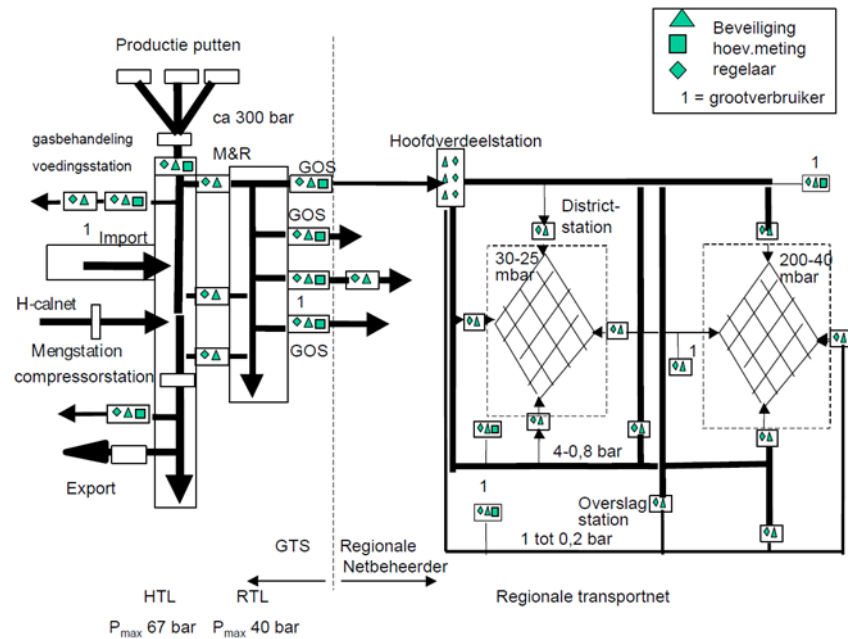 Productie putten
ca 300 bar
gasbehandeling
voedingsstation
M&R
GOS
GOS
1
Import
H-calnet
Mengstation
compressorstation
1
GOS
Export
GTS
Regionale
Netbeheerder
HTL
RTL
Pmax 67 bar
Pmax 40 bar
Beveiliging
hoev.meting
regelaar
1 = grootverbruiker
Hoofdverdeelstation
1
District-
station
30-25
mbar
200-40
mbar
1
4-0,8 bar
1
Overslag
station
1 tot 0,2 bar
Regionale transportnet